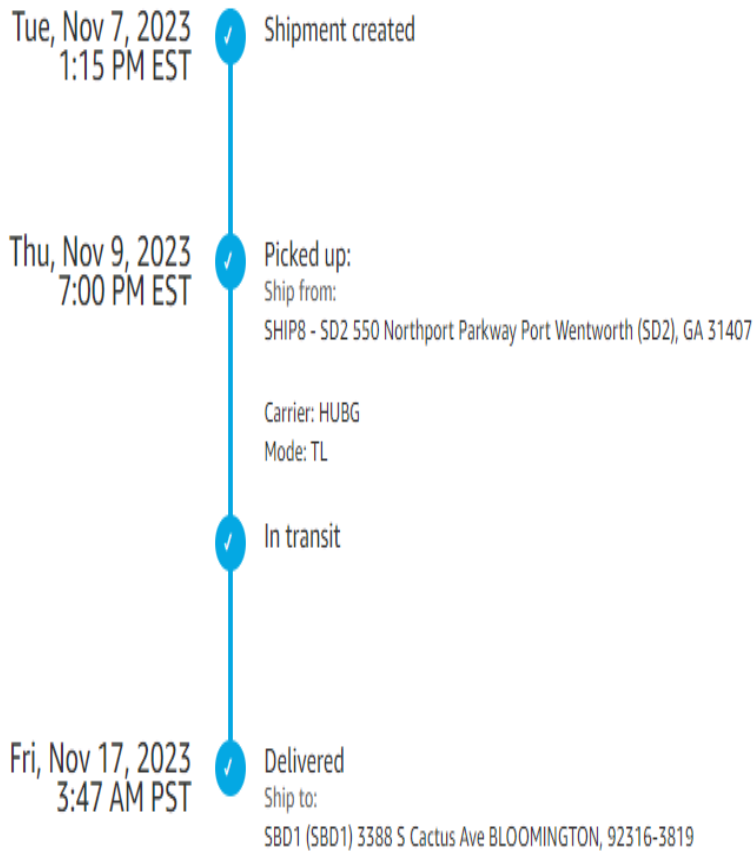 Tue, Nov 7, 2023
1:15 PM EST
Shipment created
Thu, Nov 9, 2023
7:00 PM EST
Picked up:
Ship from:
SHIP8 - SD2 550 Northport Parkway Port Wentworth (SD2), GA 31407
Carrier: HUBG
Mode: TL
In transit
Fri, Nov 17, 2023
3:47 AM PST
Delivered
Ship to:
SBD1 (SBD1) 3388 S Cactus Ave BLOOMINGTON, 92316-3819